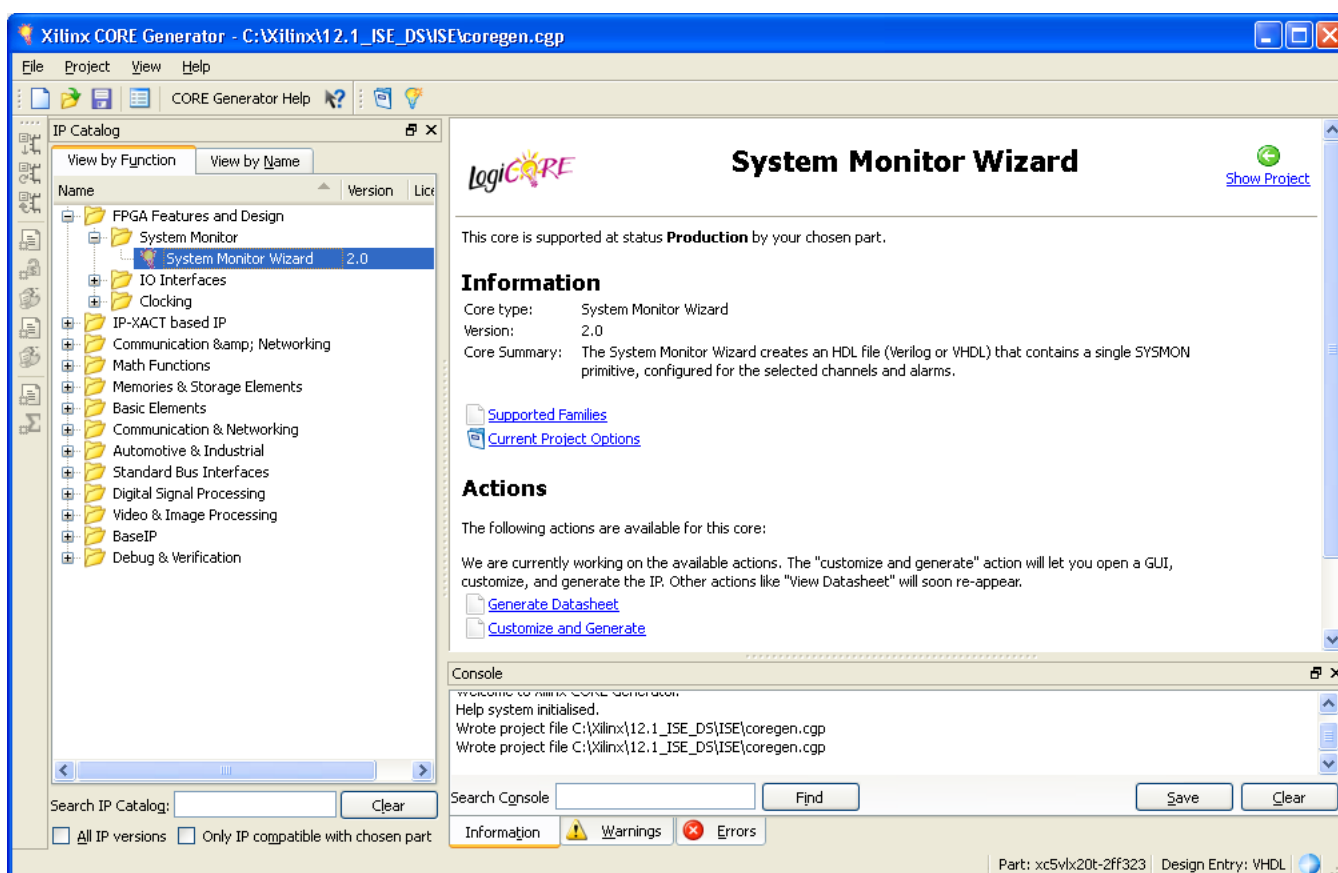 Xilinx CORE Generator - C:\Xilinx\12.1_ISE_DS\ISE\coregen.cgp
File Project View Help
CORE Generator Help
IP Catalog
View by Function View by Name
Name Version
FPGA Features and Design
System Monitor
System Monitor Wizard 2.0
IO Interfaces
Clocking
IP-XACT based IP
Communication &amp; Networking
Math Functions
Memories & Storage Elements
Basic Elements
Communication & Networking
Automotive & Industrial
Standard Bus Interfaces
Digital Signal Processing
Video & Image Processing
BaseIP
Debug & Verification
Search IP Catalog: Clear
All IP versions Only IP compatible with chosen part
LogiCORE
System Monitor Wizard
Show Project
This core is supported at status Production by your chosen part.
Information
Core type: System Monitor Wizard
Version: 2.0
Core Summary: The System Monitor Wizard creates an HDL file (Verilog or VHDL) that contains a single SYSMON
primitive, configured for the selected channels and alarms.
Supported Families
Current Project Options
Actions
The following actions are available for this core:
We are currently working on the available actions. The "customize and generate" action will let you open a GUI,
customize, and generate the IP. Other actions like "View Datasheet" will soon re-appear.
Generate Datasheet
Customize and Generate
Console
Welcome to Xilinx CORE Generator.
Help system initialised.
Wrote project file C:\Xilinx\12.1_ISE_DS\ISE\coregen.cgp
Wrote project file C:\Xilinx\12.1_ISE_DS\ISE\coregen.cgp
Search Console Find Save Clear
Information Warnings Errors
Part: xc5vlx20t-2ff323 Design Entry: VHDL